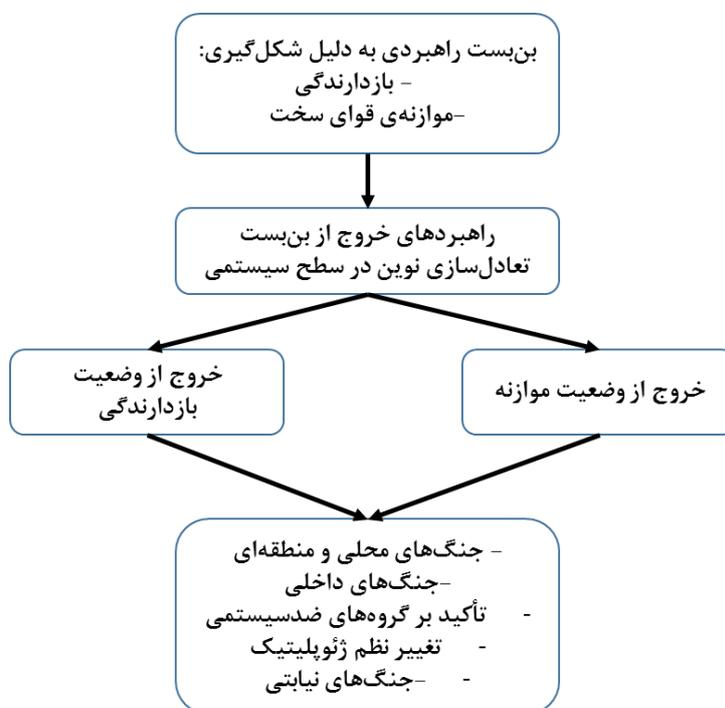 بن‌بست راهبردی به دلیل شکل‌گیری:
– بازدارندگی
–موازنه‌ی قوای سخت
راهبردهای خروج از بن‌بست
تعادل‌سازی نوین در سطح سیستمی
خروج از وضعیت موازنه
خروج از وضعیت
بازدارندگی
– جنگ‌های محلی و منطقه‌ای
–جنگ‌های داخلی
- تأکید بر گروه‌های ضدسیستمی
- تغییر نظم ژئوپلیتیک
- –جنگ‌های نیابتی